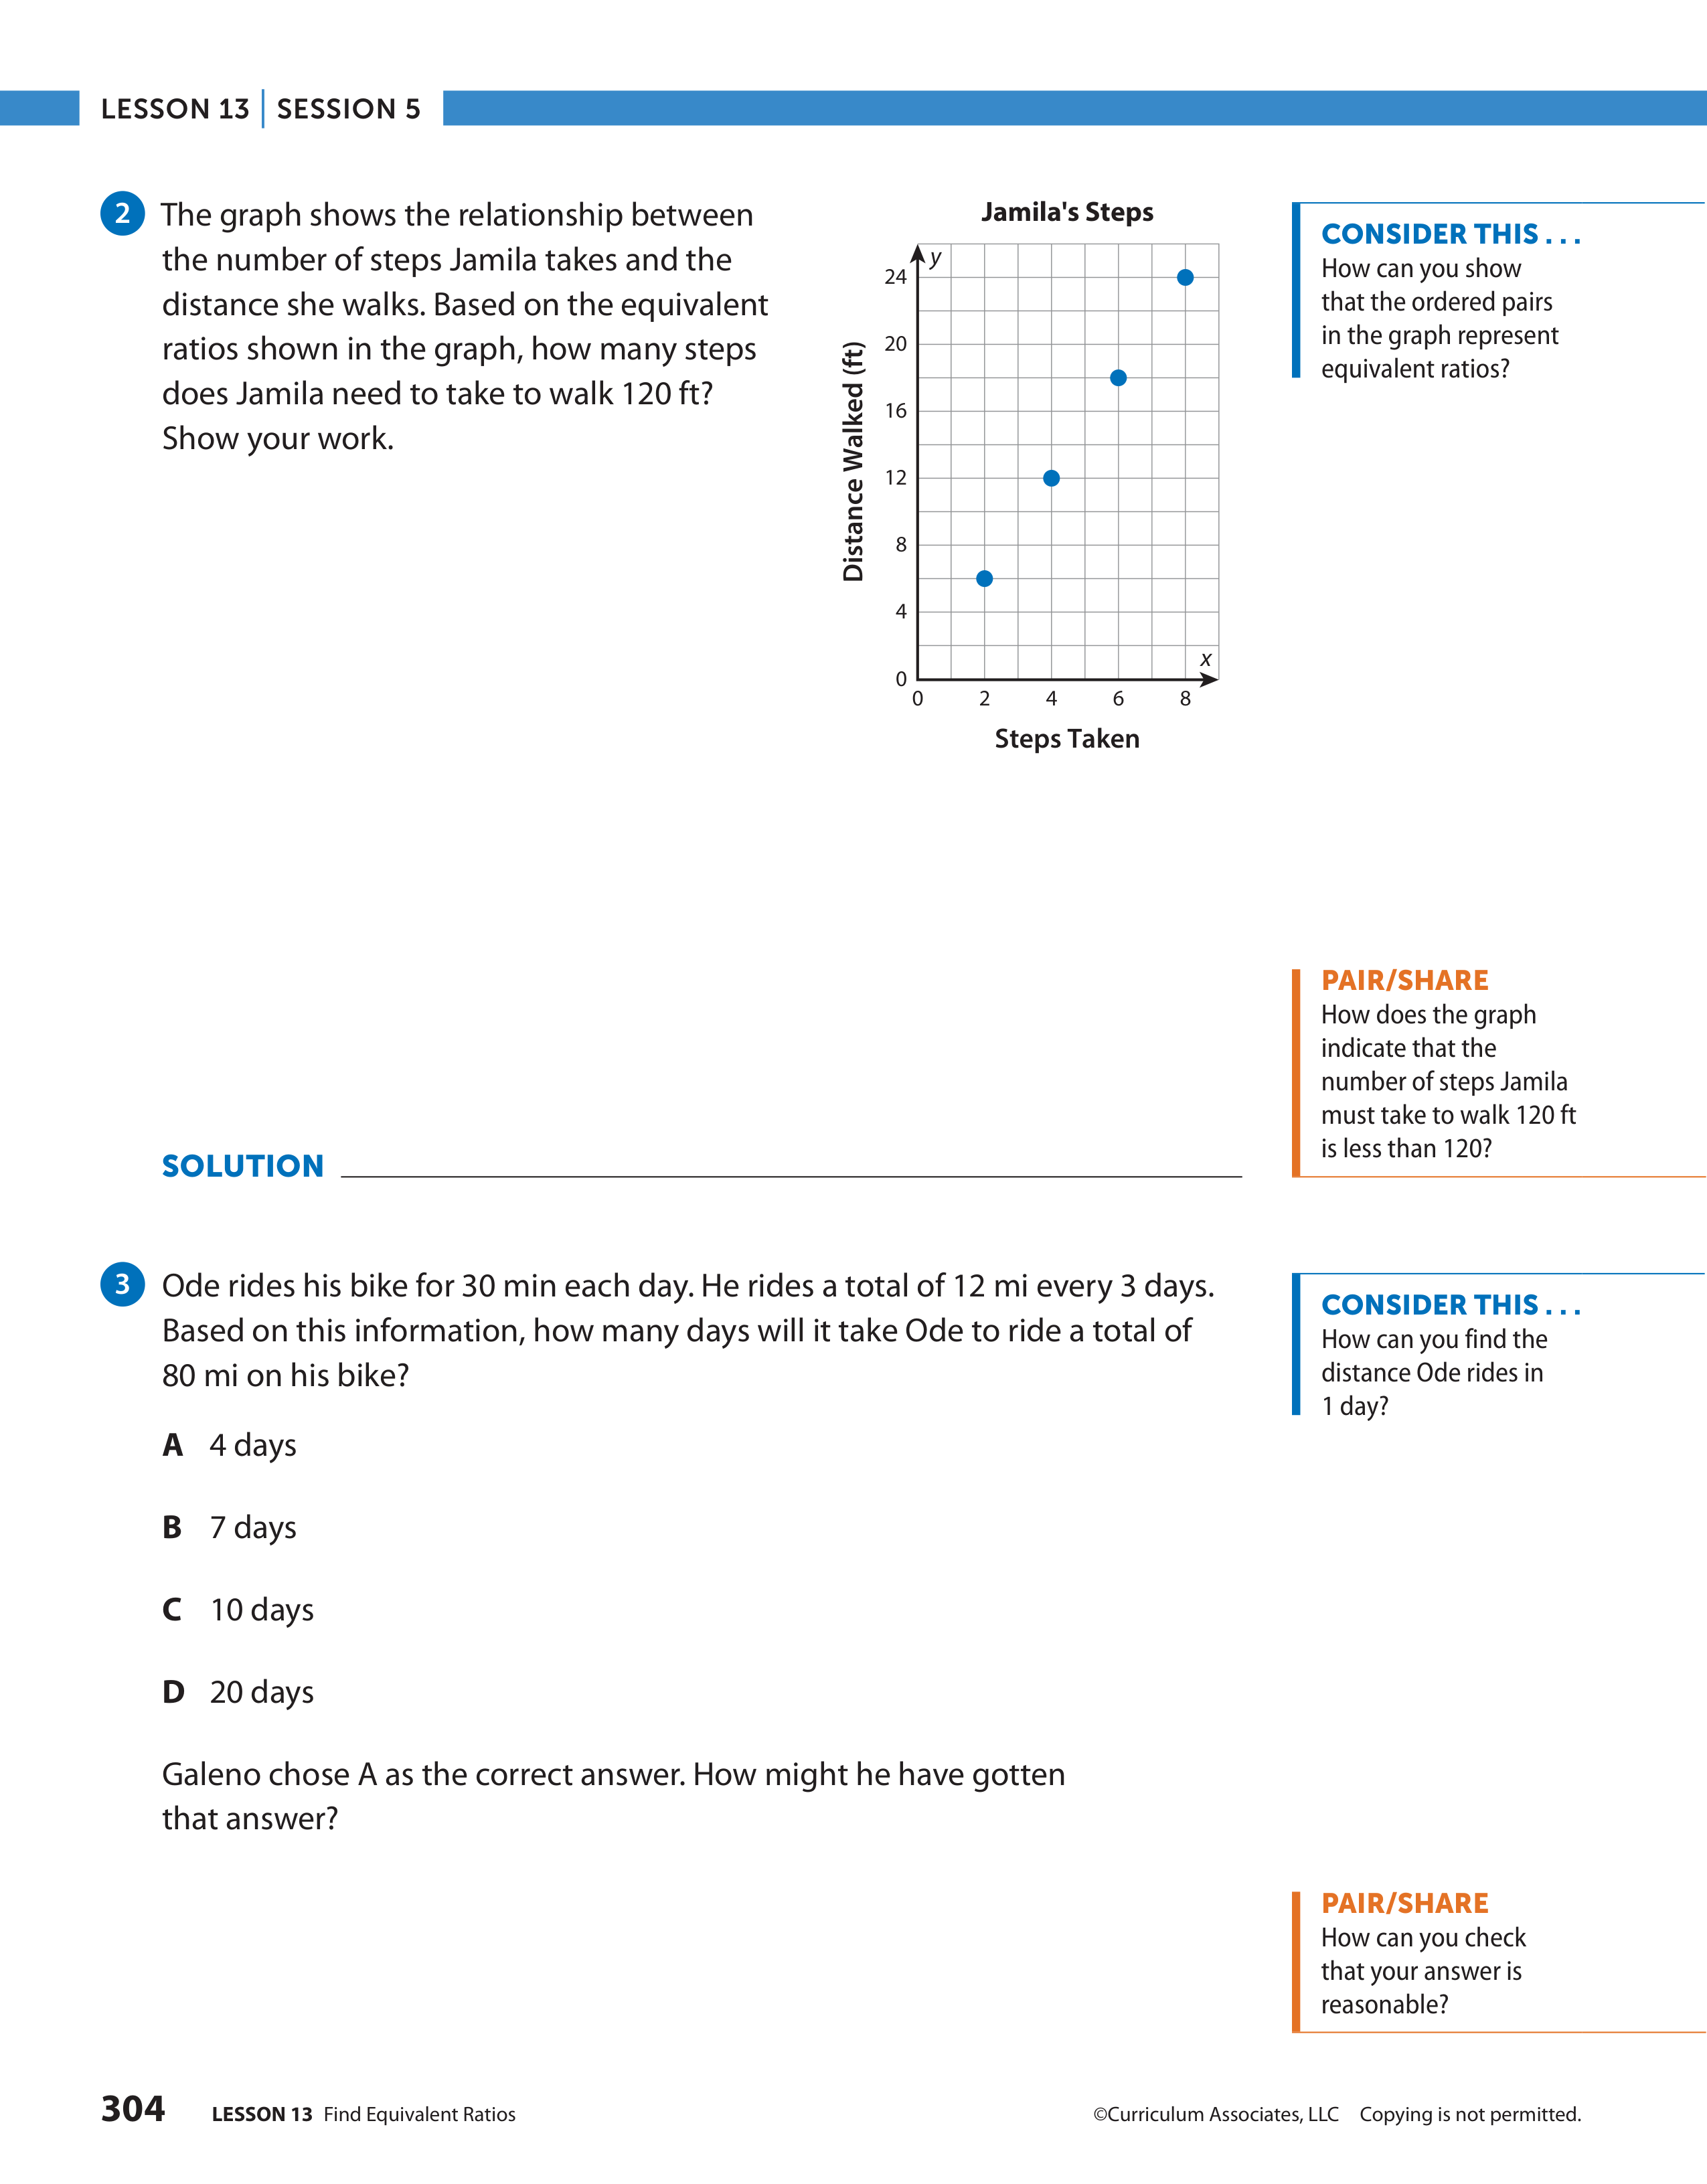 LESSON 13 | SESSION 5
2 The graph shows the relationship between
the number of steps Jamila takes and the
distance she walks. Based on the equivalent
ratios shown in the graph, how many steps
does Jamila need to take to walk 120 ft?
Show your work.
Jamila's Steps
y
24
20
16
12
8
4
0
Distance Walked (ft)
x
0 2 4 6 8
Steps Taken
CONSIDER THIS . . .
How can you show
that the ordered pairs
in the graph represent
equivalent ratios?
PAIR/SHARE
How does the graph
indicate that the
number of steps Jamila
must take to walk 120 ft
is less than 120?
SOLUTION
3 Ode rides his bike for 30 min each day. He rides a total of 12 mi every 3 days.
Based on this information, how many days will it take Ode to ride a total of
80 mi on his bike?
A 4 days
B 7 days
C 10 days
D 20 days
Galeno chose A as the correct answer. How might he have gotten
that answer?
CONSIDER THIS . . .
How can you find the
distance Ode rides in
1 day?
PAIR/SHARE
How can you check
that your answer is
reasonable?
304 LESSON 13 Find Equivalent Ratios
©Curriculum Associates, LLC Copying is not permitted.